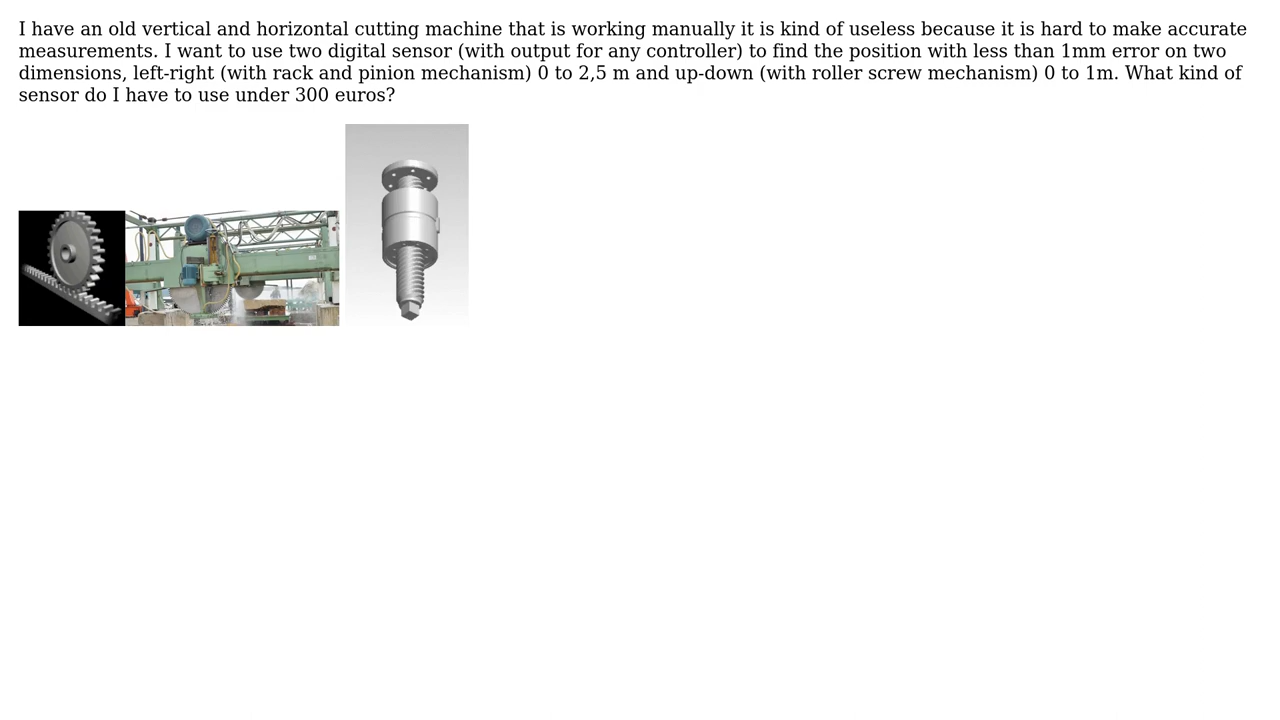 I have an old vertical and horizontal cutting machine that is working manually it is kind of useless because it is hard to make accurate
measurements. I want to use two digital sensor (with output for any controller) to find the position with less than 1mm error on two
dimensions, left-right (with rack and pinion mechanism) 0 to 2,5 m and up-down (with roller screw mechanism) 0 to 1m. What kind of
sensor do I have to use under 300 euros?